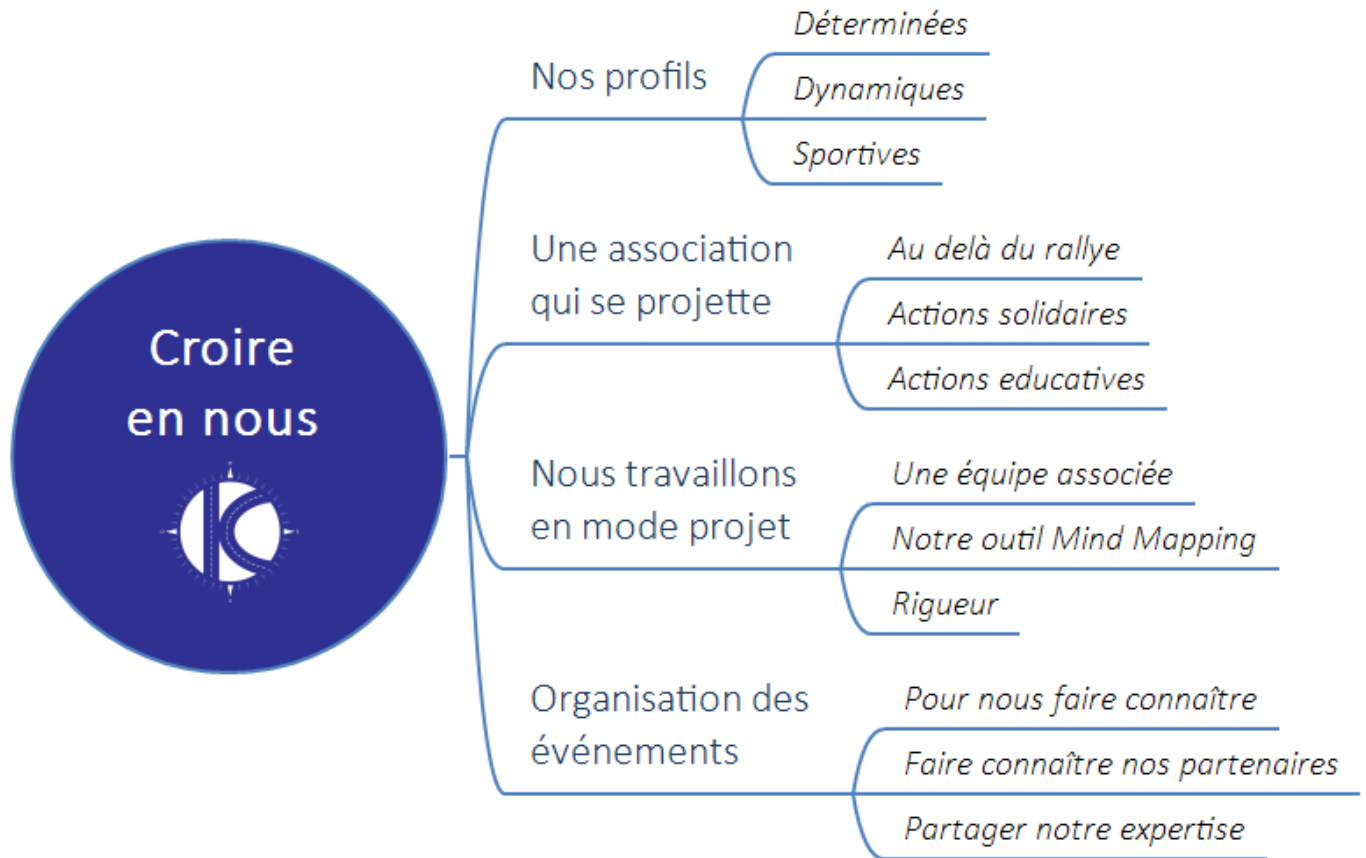 Croire
en nous
Nos profils
Déterminées
Dynamiques
Sportives
Une association
qui se projette
Au delà du rallye
Actions solidaires
Actions educatives
Nous travaillons
en mode projet
Une équipe associée
Notre outil Mind Mapping
Rigueur
Organisation des
événements
Pour nous faire connaître
Faire connaître nos partenaires
Partager notre expertise